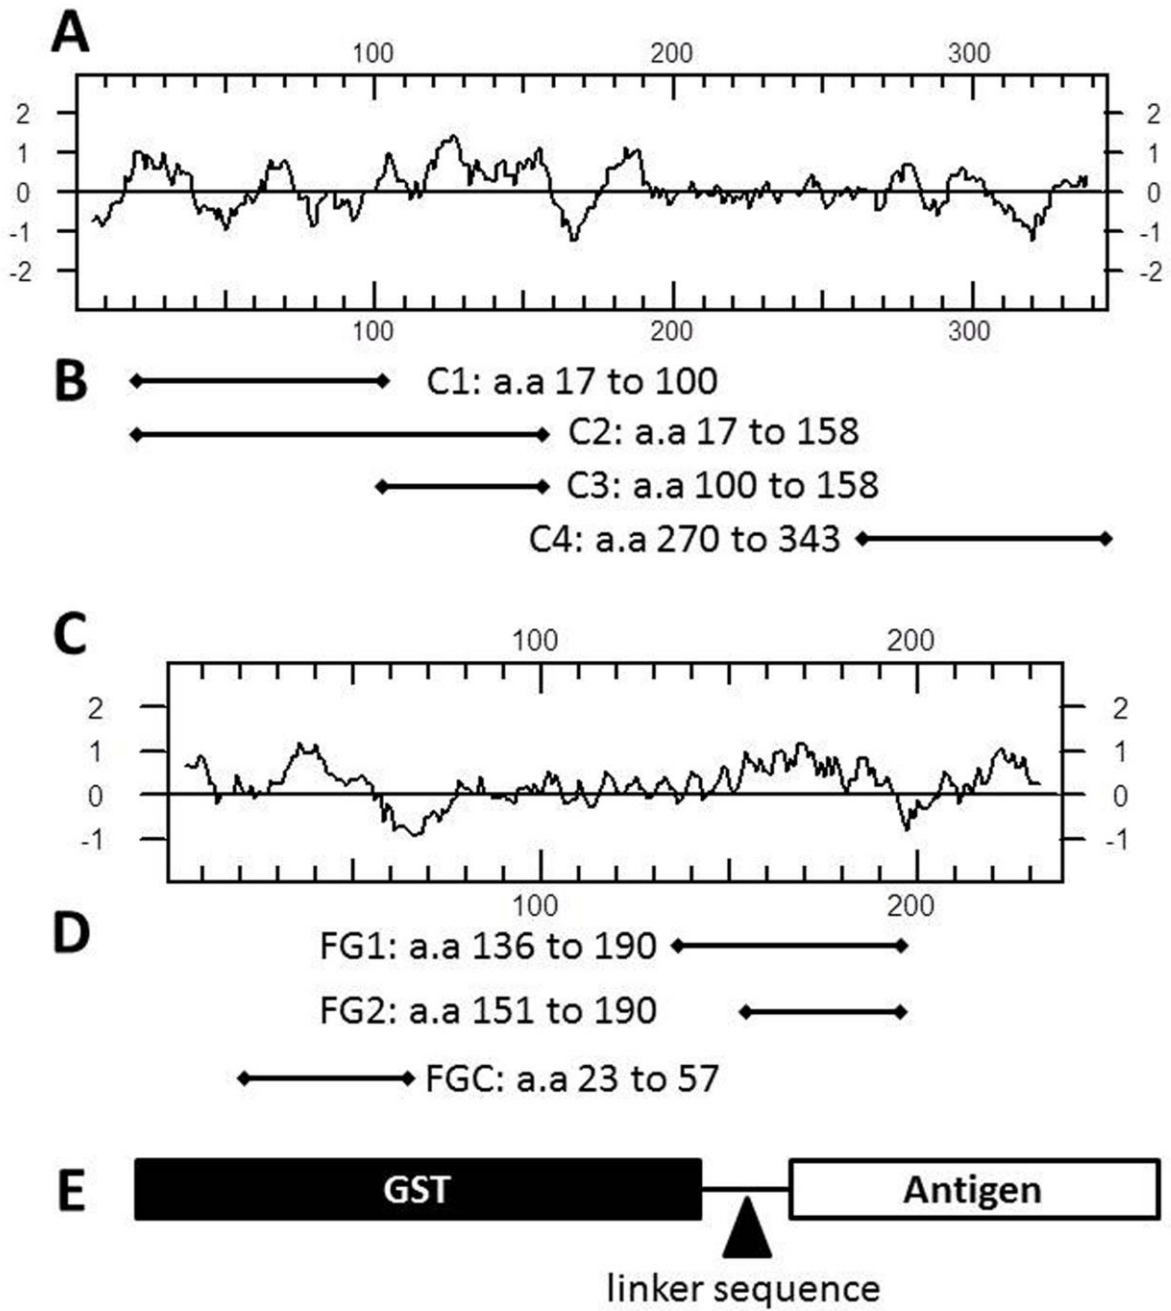 A
100 200 300
2 2
1 1
0 0
-1 -1
-2 -2
100 200 300
B
C1: a.a 17 to 100
C2: a.a 17 to 158
C3: a.a 100 to 158
C4: a.a 270 to 343
C
100 200
2 2
1 1
0 0
-1 -1
100 200
D
FG1: a.a 136 to 190
FG2: a.a 151 to 190
FGC: a.a 23 to 57
E
GST Antigen
linker sequence